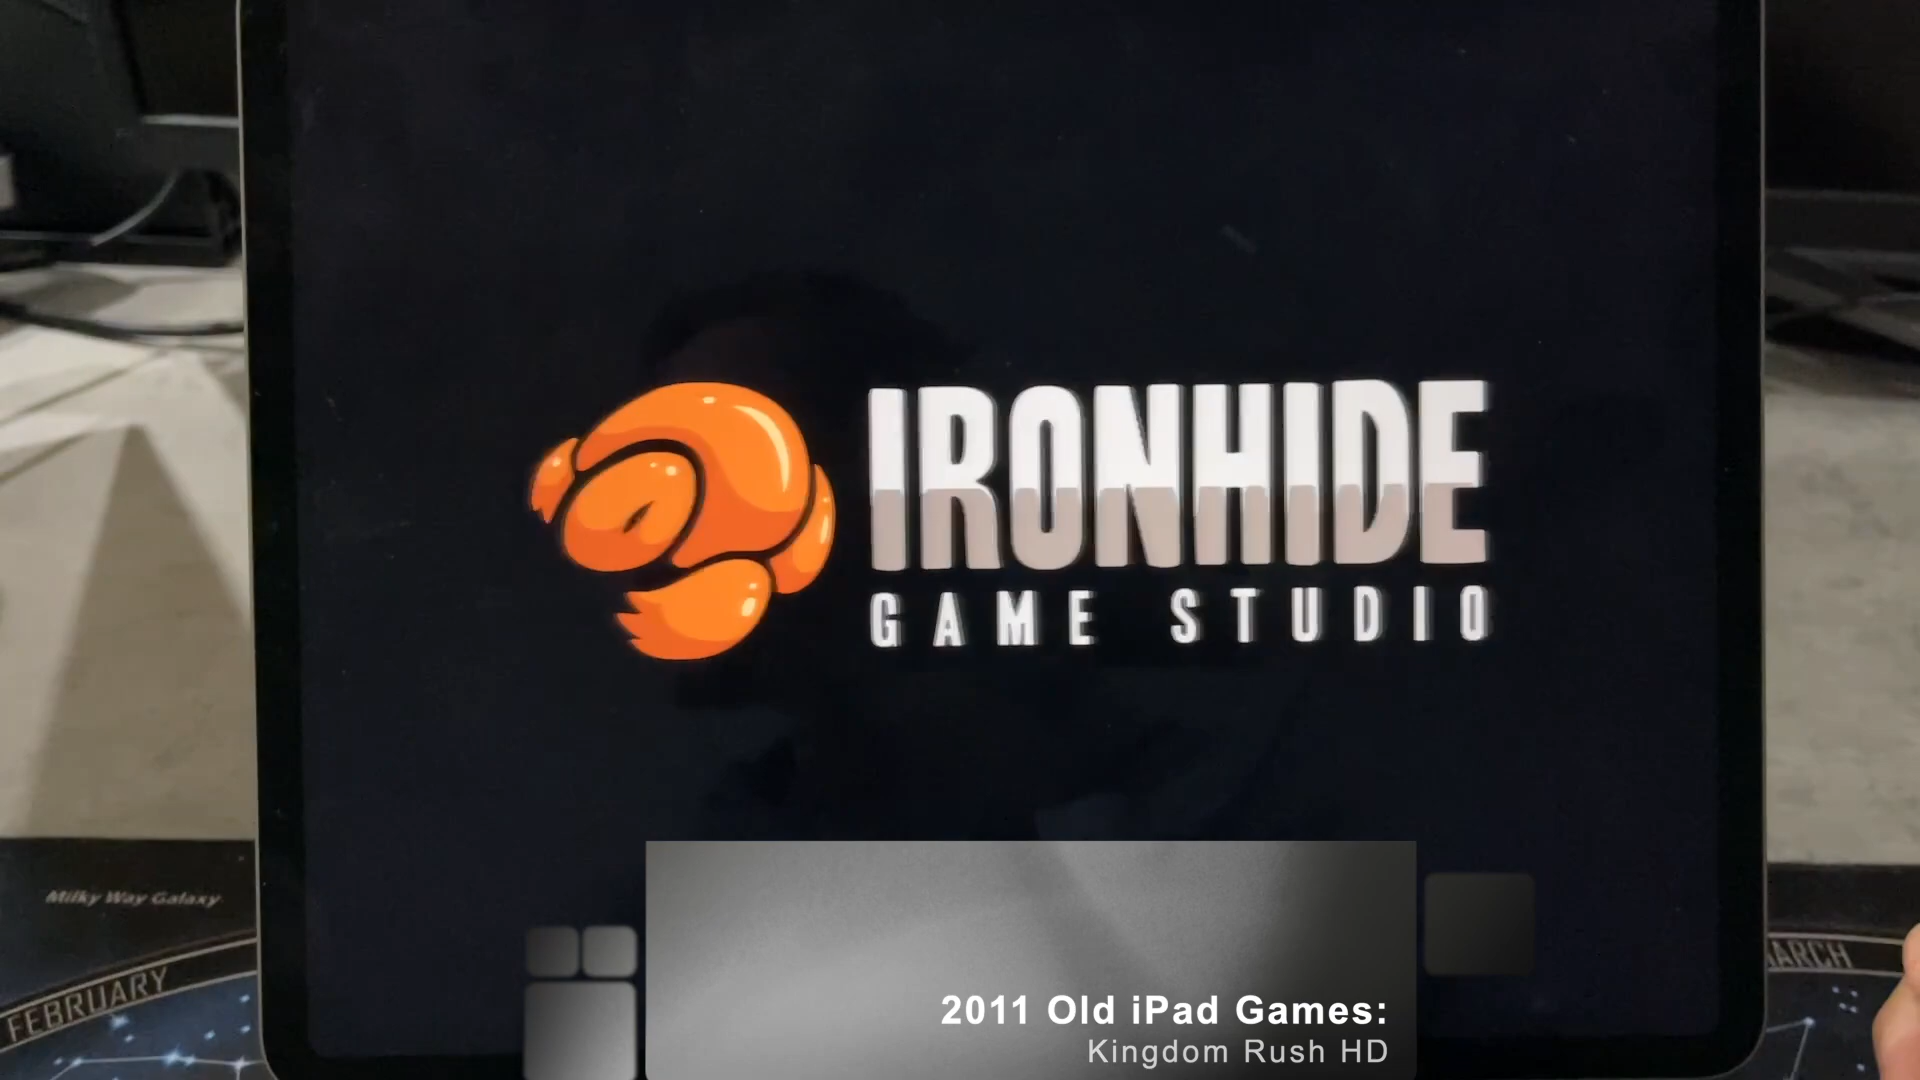 IRONHIDE
GAME STUDIO
Milky Way Galaxy
FEBRUARY
ARCH
2011 Old iPad Games:
Kingdom Rush HD